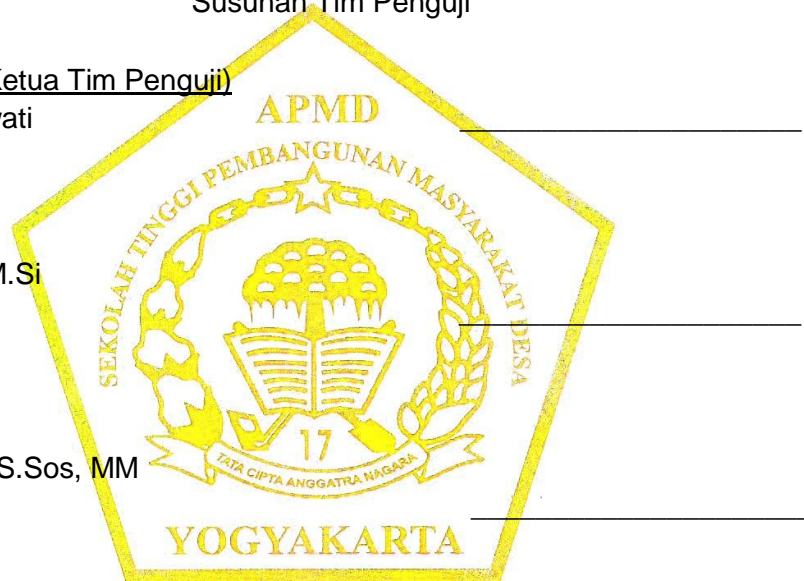 Susunan Tim Penguji
Ketua Tim Penguji)
APMD
SEKOLAH TINGGI PEMBANGUNAN MASYARAKAT DESA
M.Si
17
TATA CIPTA ANGGATRA NAGARA
S.Sos, MM
YOGYAKARTA